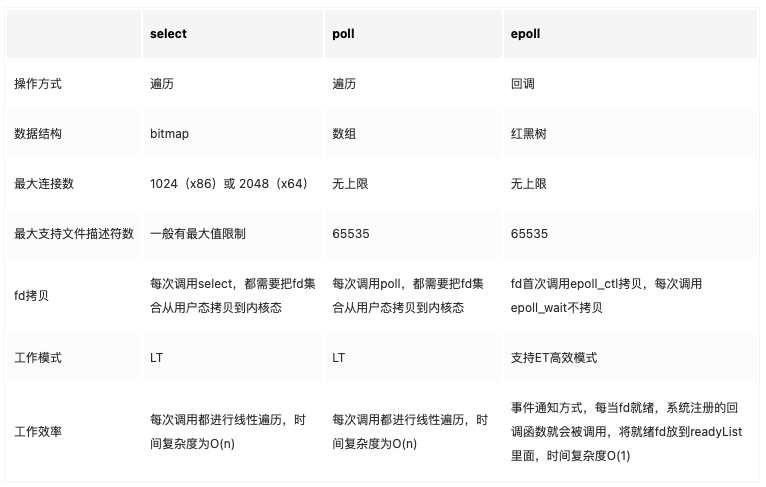 select poll epoll
操作方式 遍历 遍历 回调
数据结构 bitmap 数组 红黑树
最大连接数 1024（x86）或 2048（x64） 无上限 无上限
最大支持文件描述符数 一般有最大值限制 65535 65535
fd拷贝
每次调用select，都需要把fd集
合从用户态拷贝到内核态
每次调用poll，都需要把fd集
合从用户态拷贝到内核态
fd首次调用epoll_ctl拷贝，每次调用
epoll_wait不拷贝
工作模式 LT LT 支持ET高效模式
工作效率
每次调用都进行线性遍历，时
间复杂度为O(n)
每次调用都进行线性遍历，时
间复杂度为O(n)
事件通知方式，每当fd就绪，系统注册的回
调函数就会被调用，将就绪fd放到readyList
里面，时间复杂度O(1)